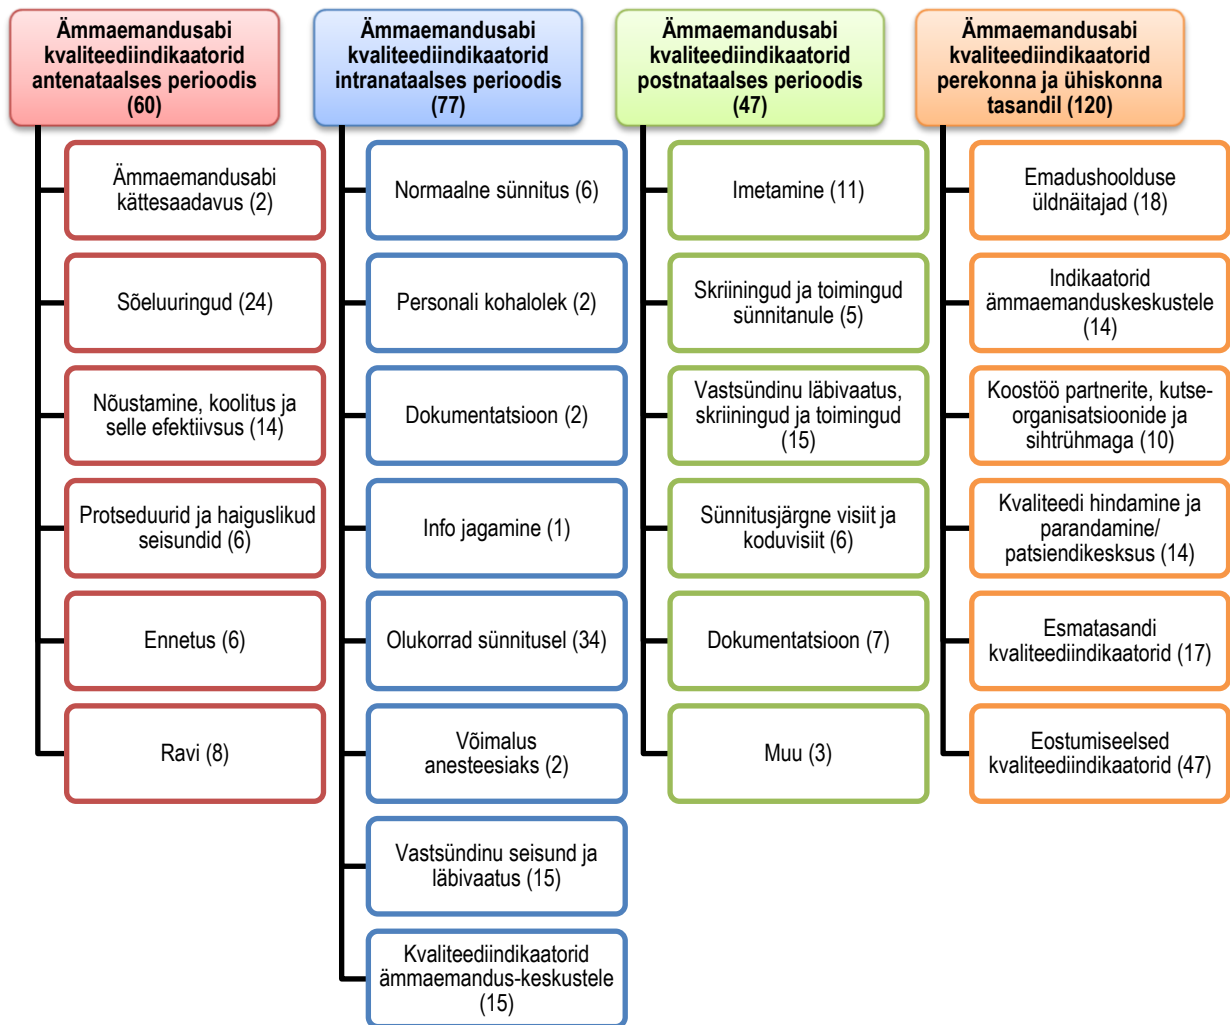 Ämmaemandusabi
kvaliteediindikaatorid
antenataalses perioodis
(60)
Ämmaemandusabi
kättesaadavus (2)
Sõeluuringud (24)
Nõustamine, koolitus ja
selle efektiivsus (14)
Protseduurid ja haiguslikud
seisundid (6)
Ennetus (6)
Ravi (8)
Ämmaemandusabi
kvaliteediindikaatorid
intranataalses perioodis
(77)
Normaalne sünnitus (6)
Personali kohalolek (2)
Dokumentatsioon (2)
Info jagamine (1)
Olukorrad sünnitusel (34)
Võimalus
anesteesiaks (2)
Vastsündinu seisund ja
läbivaatus (15)
Kvaliteediindikaatorid
ämmaemandus-keskustele
(15)
Ämmaemandusabi
kvaliteediindikaatorid
postnataalses perioodis
(47)
Imetamine (11)
Skriiningud ja toimingud
sünnitanule (5)
Vastsündinu läbivaatus,
skriiningud ja toimingud
(15)
Sünnitusjärgne visiit ja
koduvisiit (6)
Dokumentatsioon (7)
Muu (3)
Ämmaemandusabi
kvaliteediindikaatorid
perekonna ja ühiskonna
tasandil (120)
Emadushoolduse
üldnäitajad (18)
Indikaatorid
ämmaemanduskeskustele
(14)
Koostöö partnerite, kutse-
organisatsioonide ja
sihtrühmaga (10)
Kvaliteedi hindamine ja
parandamine/
patsiendikesksus (14)
Esmatasandi
kvaliteediindikaatorid (17)
Eostumiseelsed
kvaliteediindikaatorid (47)